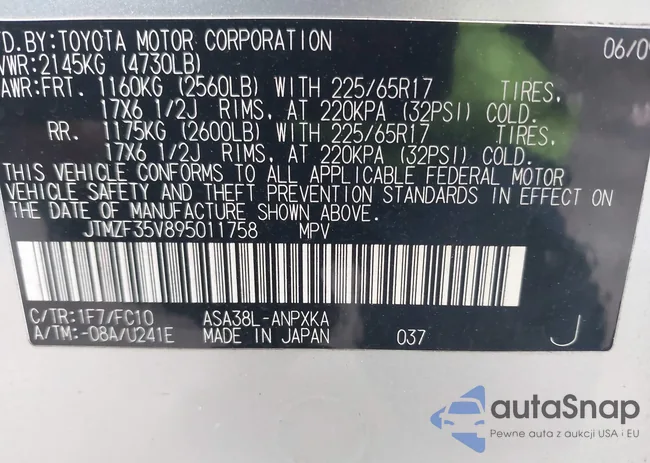 FD.BY:TOYOTA MOTOR CORPORATION 06/09
VWR:2145KG (4730LB)
AWR:FRT. 1160KG (2560LB) WITH 225/65R17 TIRES,
17X6 1/2J RIMS, AT 220KPA (32PSI) COLD.
RR. 1175KG (2600LB) WITH 225/65R17 TIRES,
17X6 1/2J RIMS, AT 220KPA (32PSI) COLD.
THIS VEHICLE CONFORMS TO ALL APPLICABLE FEDERAL MOTOR
VEHICLE SAFETY AND THEFT PREVENTION STANDARDS IN EFFECT ON
THE DATE OF MANUFACTURE SHOWN ABOVE.
JTMZF35V895011758 MPV
C/TR:1F7/FC10 ASA38L-ANPXKA
A/TM:-08A/U241E MADE IN JAPAN 037 J
autaSnap
Pewne auta z aukcji USA i EU